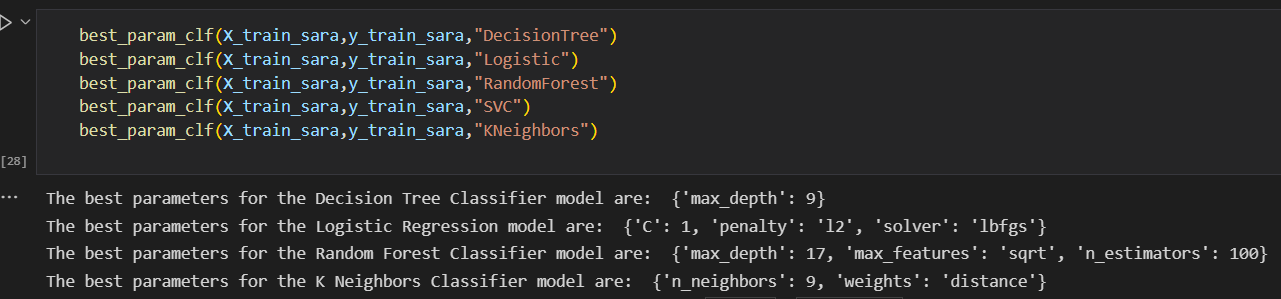 best_param_clf(X_train_sara,y_train_sara,"DecisionTree")
best_param_clf(X_train_sara,y_train_sara,"Logistic")
best_param_clf(X_train_sara,y_train_sara,"RandomForest")
best_param_clf(X_train_sara,y_train_sara,"SVC")
best_param_clf(X_train_sara,y_train_sara,"KNeighbors")
[28]
... The best parameters for the Decision Tree Classifier model are:  {'max_depth': 9}
The best parameters for the Logistic Regression model are:  {'C': 1, 'penalty': 'l2', 'solver': 'lbfgs'}
The best parameters for the Random Forest Classifier model are:  {'max_depth': 17, 'max_features': 'sqrt', 'n_estimators': 100}
The best parameters for the K Neighbors Classifier model are:  {'n_neighbors': 9, 'weights': 'distance'}